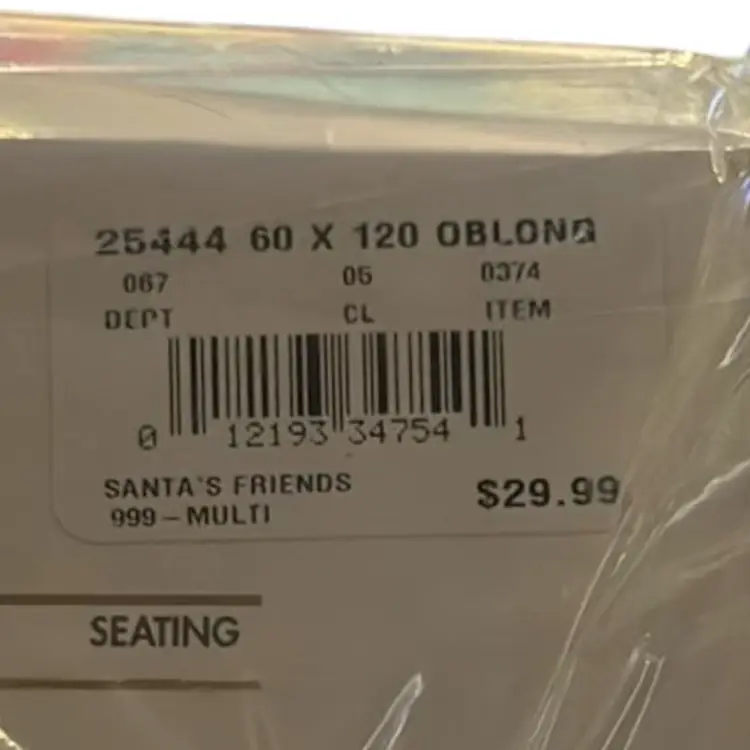 25444 60 X 120 OBLONG
067 05 0374
DEPT CL ITEM
0 12193 34754 1
SANTA'S FRIENDS $29.99
999-MULTI
SEATING